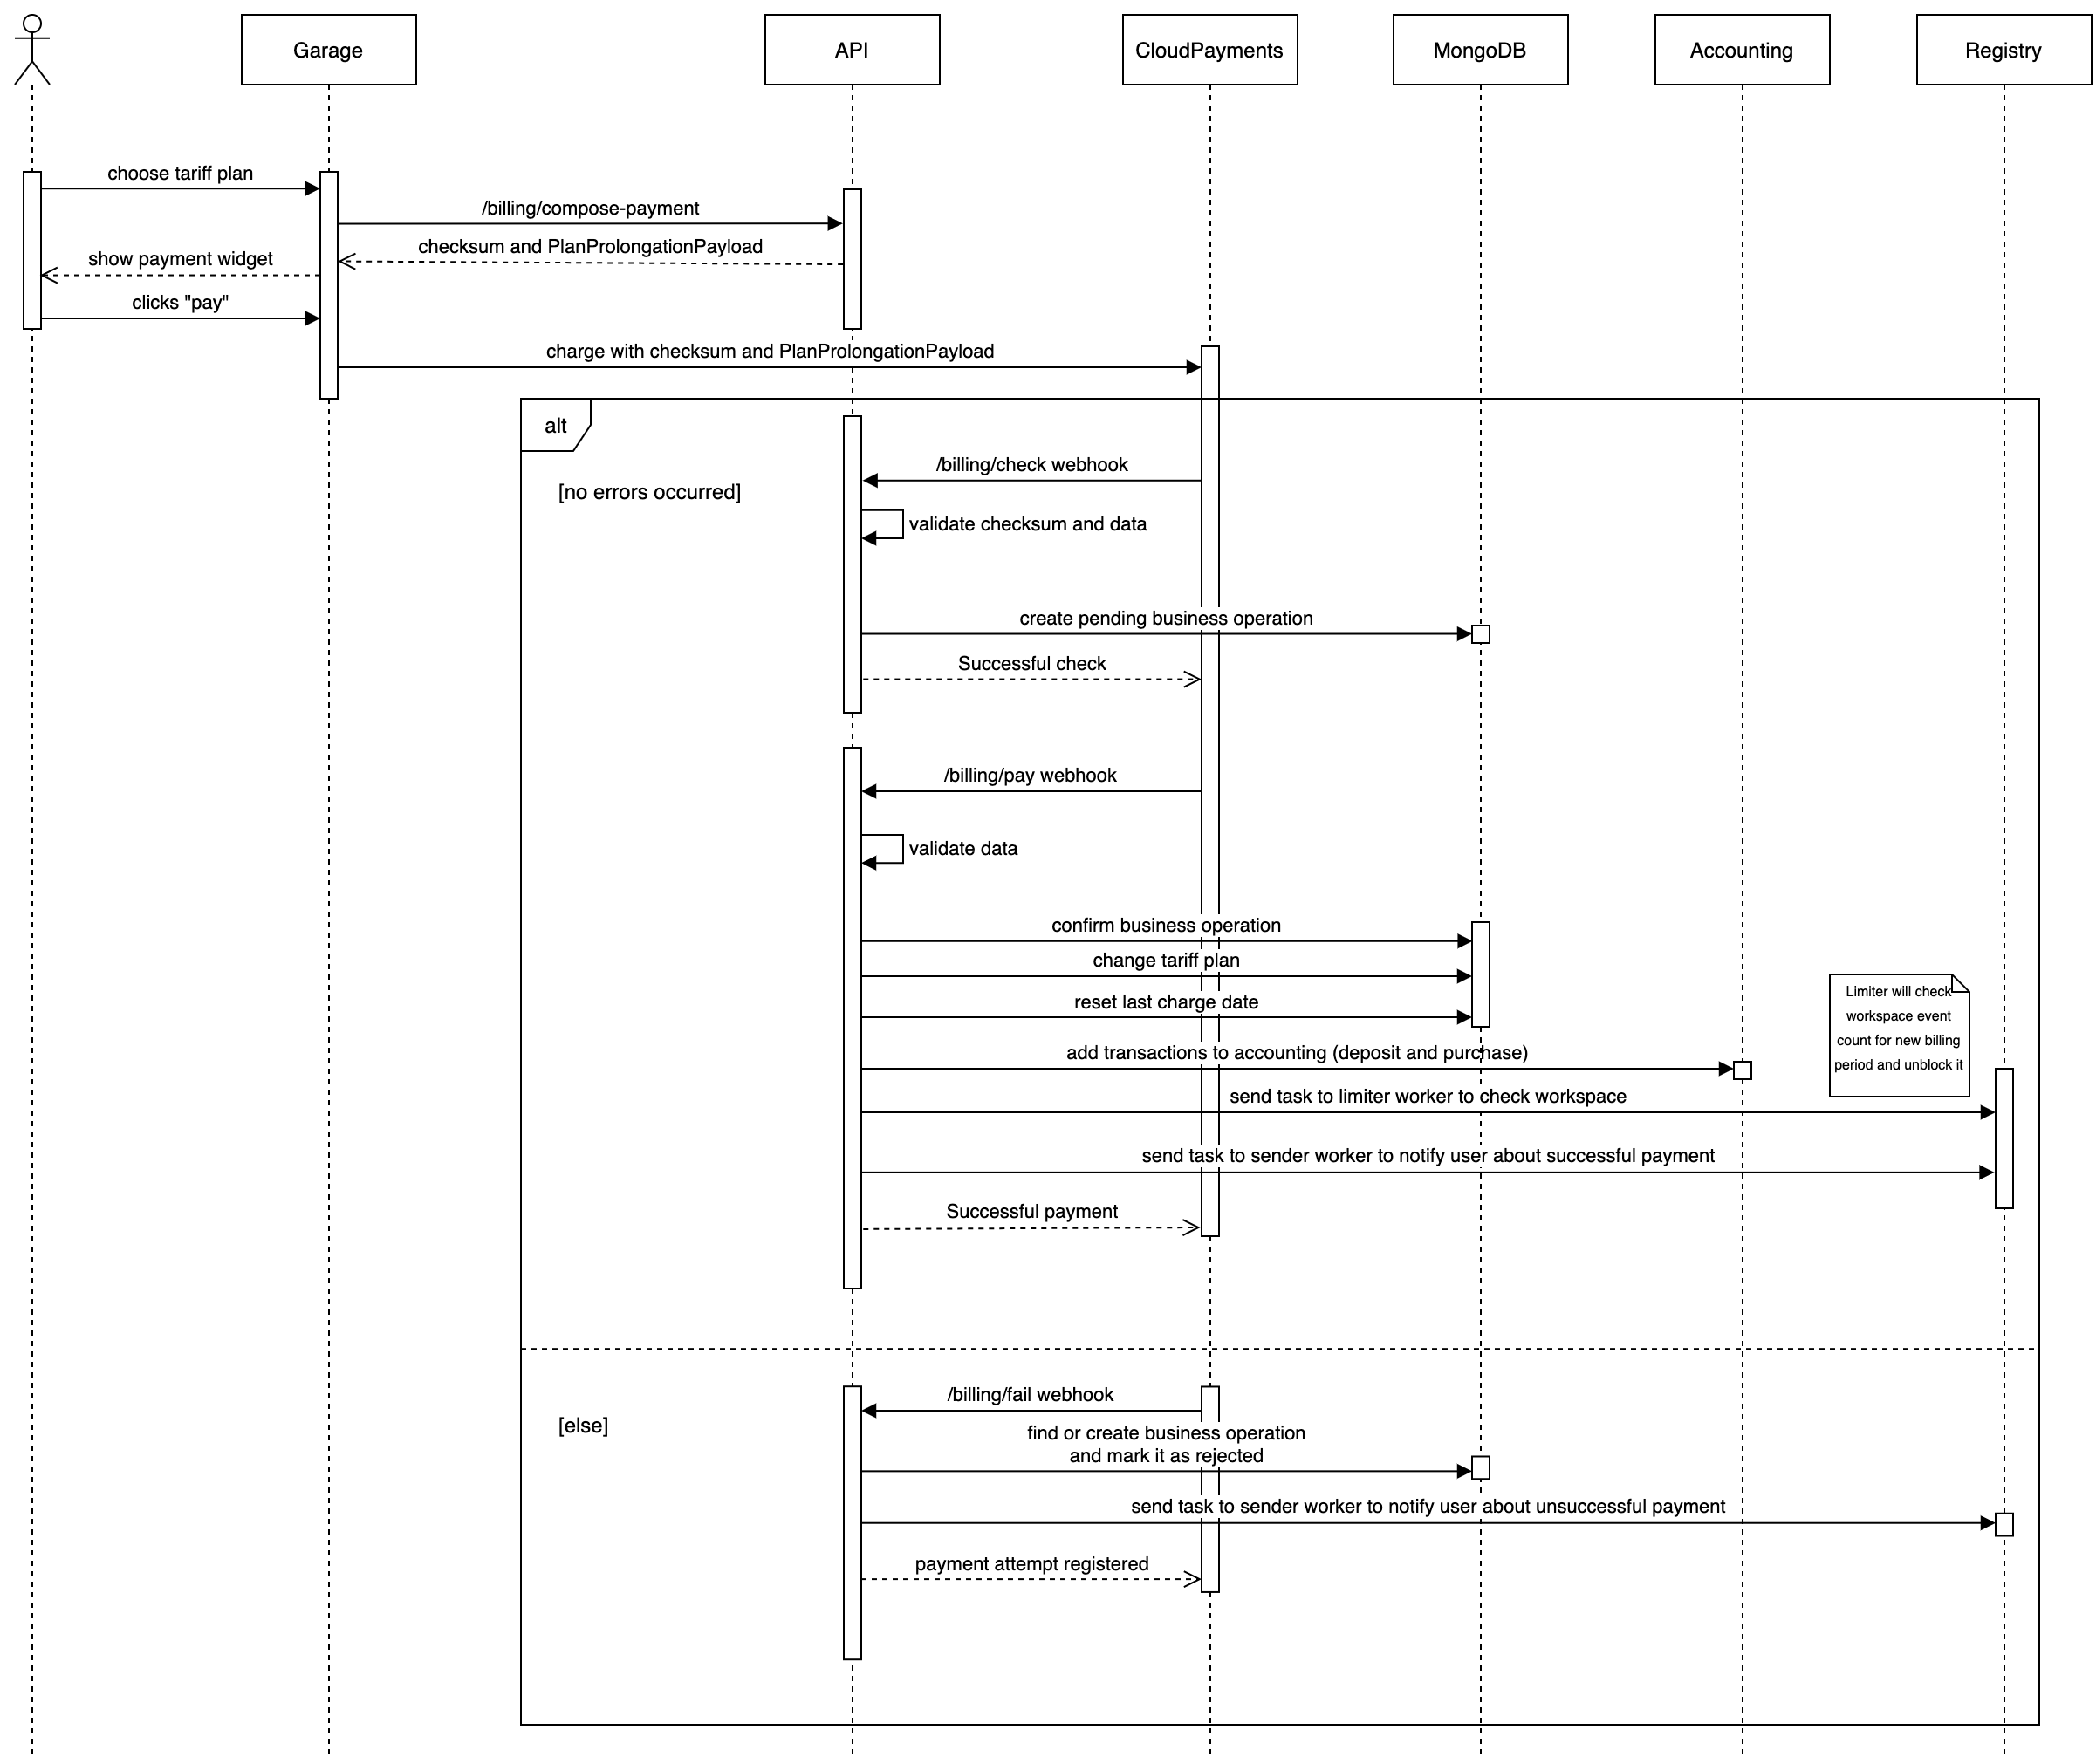 Garage
API
CloudPayments
MongoDB
Accounting
Registry
choose tariff plan
/billing/compose-payment
checksum and PlanProlongationPayload
show payment widget
clicks "pay"
charge with checksum and PlanProlongationPayload
alt
/billing/check webhook
[no errors occurred]
validate checksum and data
create pending business operation
Successful check
/billing/pay webhook
validate data
confirm business operation
change tariff plan
reset last charge date
Limiter will check
workspace event
count for new billing
period and unblock it
add transactions to accounting (deposit and purchase)
send task to limiter worker to check workspace
send task to sender worker to notify user about successful payment
Successful payment
/billing/fail webhook
[else]
find or create business operation
and mark it as rejected
send task to sender worker to notify user about unsuccessful payment
payment attempt registered